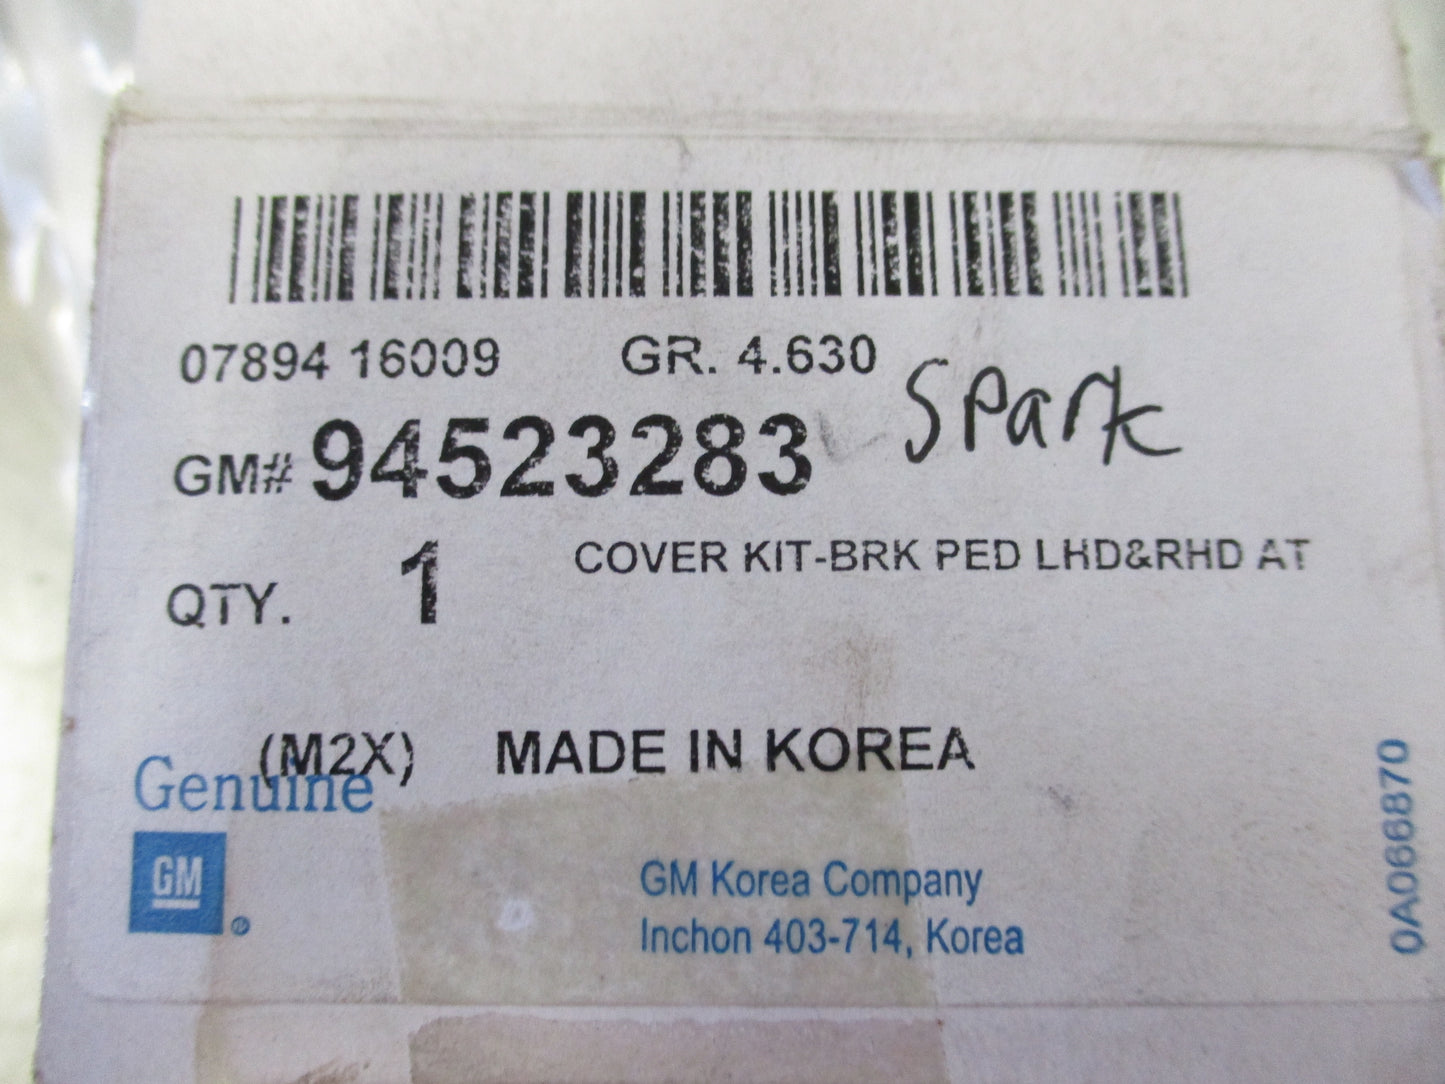 07894 16009 GR. 4.630
GM# 94523283 Spark
QTY. 1 COVER KIT-BRK PED LHD&RHD AT
(M2X) MADE IN KOREA
Genuine
GM ®
GM Korea Company
Inchon 403-714, Korea
0A066870